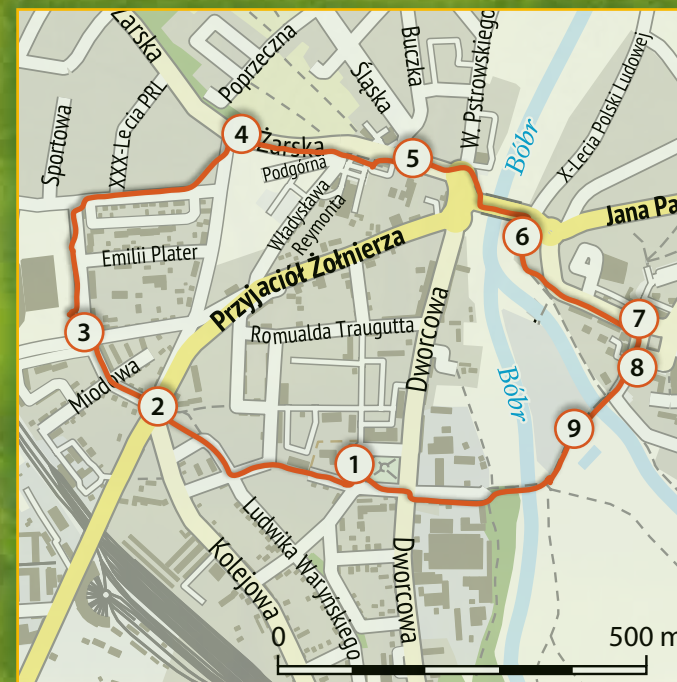 Żarska
Poprzeczna
Buczka
W. Pstrowskiego
Śląska
X-Lecia Polski Ludowej
Sportowa
XXX-Lecia PRL
Bóbr
4
Żarska
5
Podgórna
Władysława
Reymonta
Jana Pa
6
Emilii Plater
Przyjaciół Żołnierza
Dworcowa
7
3
Romualda Traugutta
8
Miodowa
Bóbr
2
9
1
Ludwika Waryńskiego
Kolejowa
Dworcowa
0
500 m